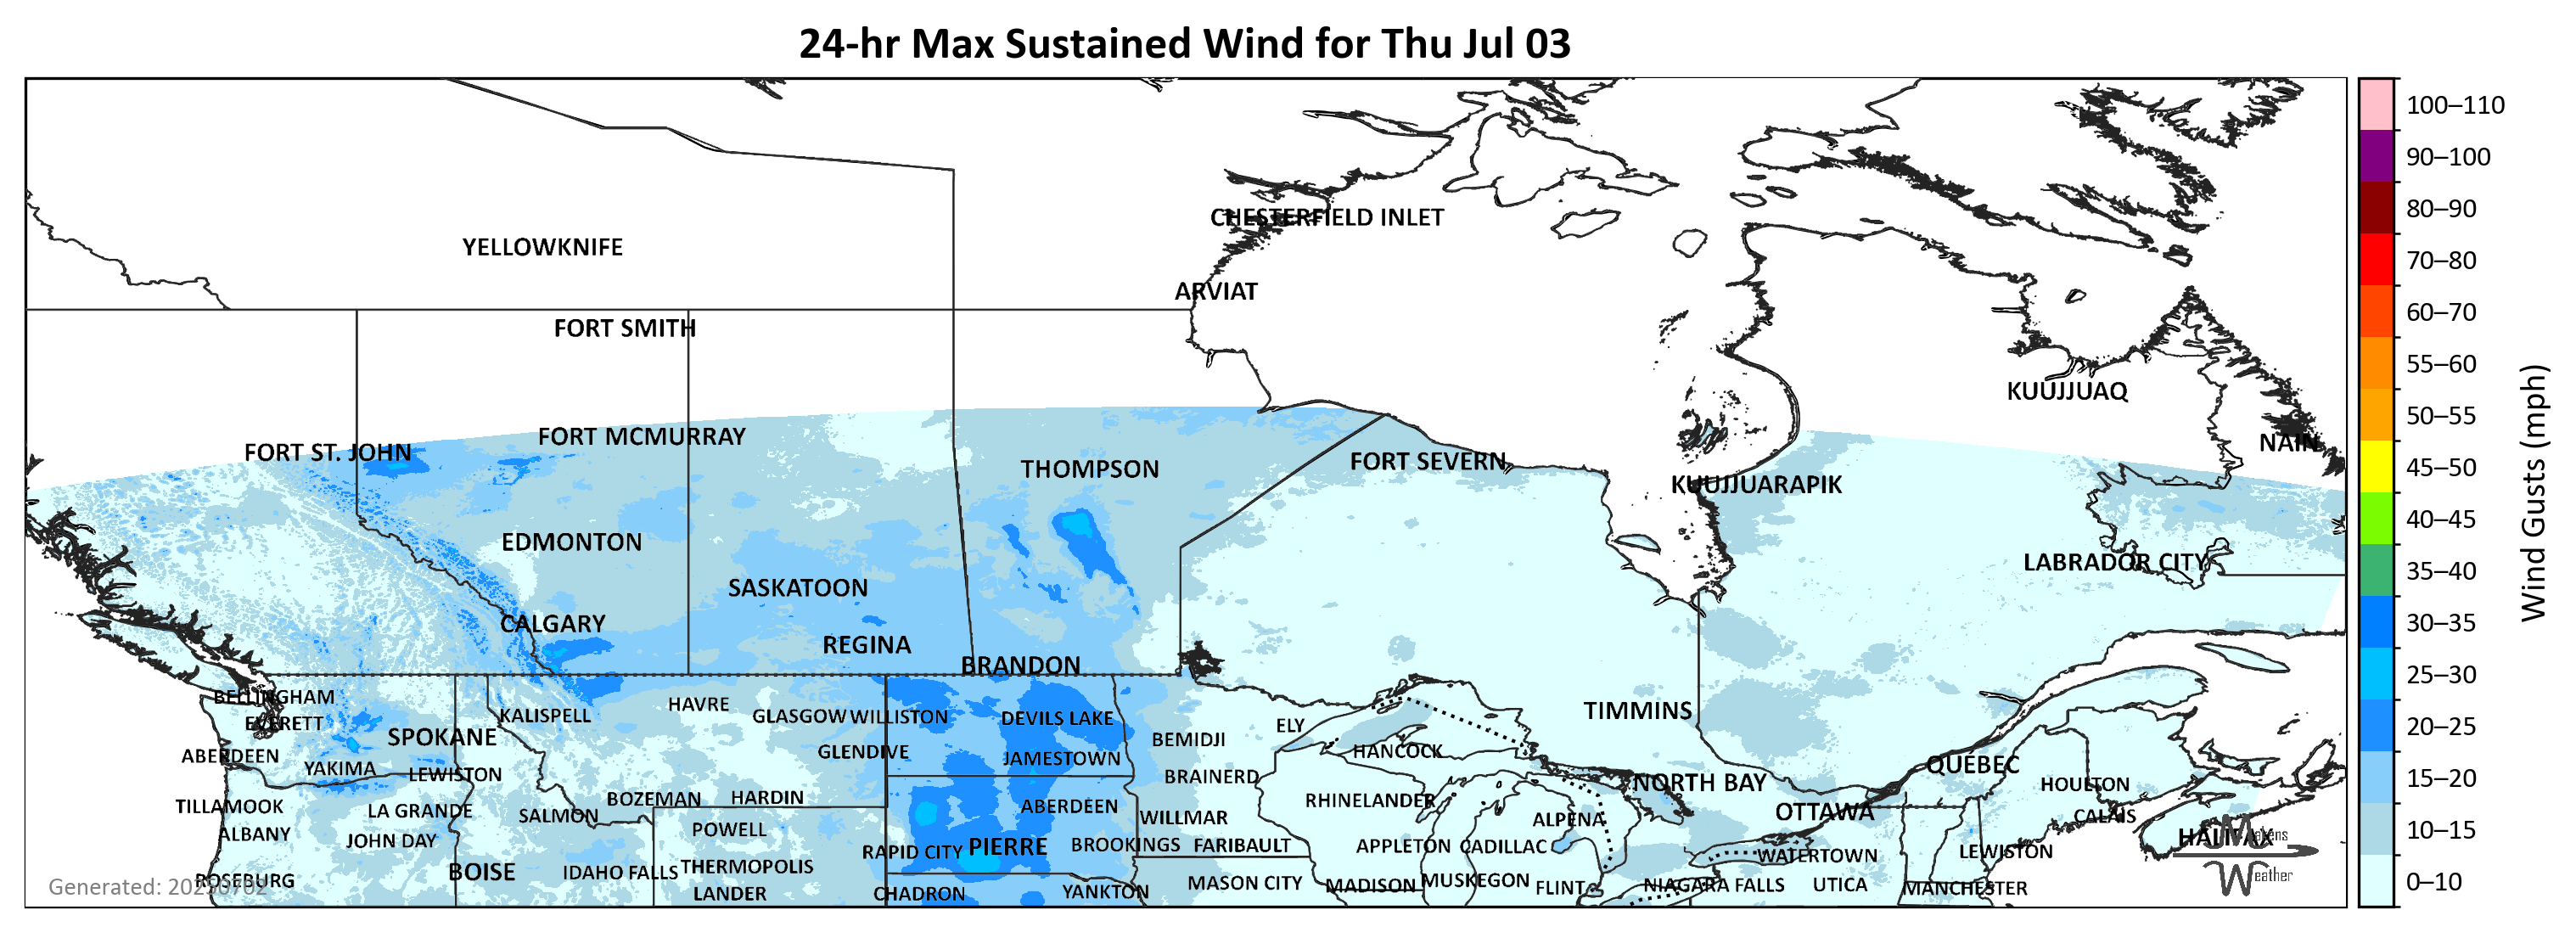 24-hr Max Sustained Wind for Thu Jul 03
100–110
90–100
80–90
CHESTERFIELD INLET
YELLOWKNIFE
70–80
ARVIAT
60–70
FORT SMITH
55–60
KUUJJUAQ
50–55
FORT MCMURRAY
NAIN
FORT ST. JOHN
THOMPSON
FORT SEVERN
45–50
KUUJJUARAPIK
40–45
EDMONTON
LABRADOR CITY
35–40
Wind Gusts (mph)
SASKATOON
CALGARY
30–35
REGINA
BRANDON
25–30
BELLINGHAM
HAVRE
KALISPELL
GLASGOW
WILLISTON
DEVILS LAKE
TIMMINS
EVERETT
ELY
20–25
SPOKANE
BEMIDJI
HANCOCK
ABERDEEN
GLENDIVE
JAMESTOWN
QUÉBEC
YAKIMA
LEWISTON
BRAINERD
15–20
NORTH BAY
HOULTON
TILLAMOOK
LA GRANDE
BOZEMAN
HARDIN
ABERDEEN
RHINELANDER
SALMON
WILLMAR
ALPENA
OTTAWA
CALAIS
10–15
ALBANY
JOHN DAY
POWELL
HALIFAX
Makens
RAPID CITY
PIERRE
BROOKINGS
FARIBAULT
APPLETON
CADILLAC
WATERTOWN
LEWISTON
BOISE
IDAHO FALLS
THERMOPOLIS
Weather
ROSEBURG
Generated: 20250702
MASON CITY
MADISON
MUSKEGON
FLINT
NIAGARA FALLS
UTICA
MANCHESTER
0–10
LANDER
CHADRON
YANKTON